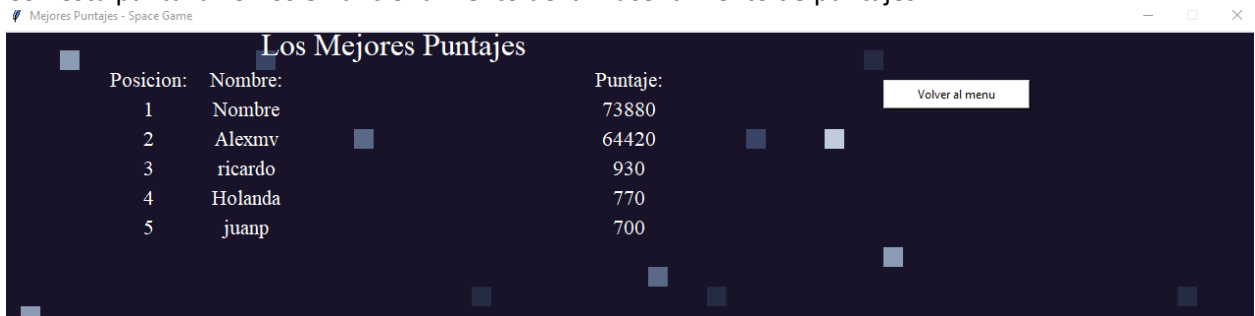 Mejores Puntajes - Space Game
Los Mejores Puntajes
Posicion: Nombre: Puntaje:
Volver al menu
1 Nombre 73880
2 Alexmv 64420
3 ricardo 930
4 Holanda 770
5 juanp 700